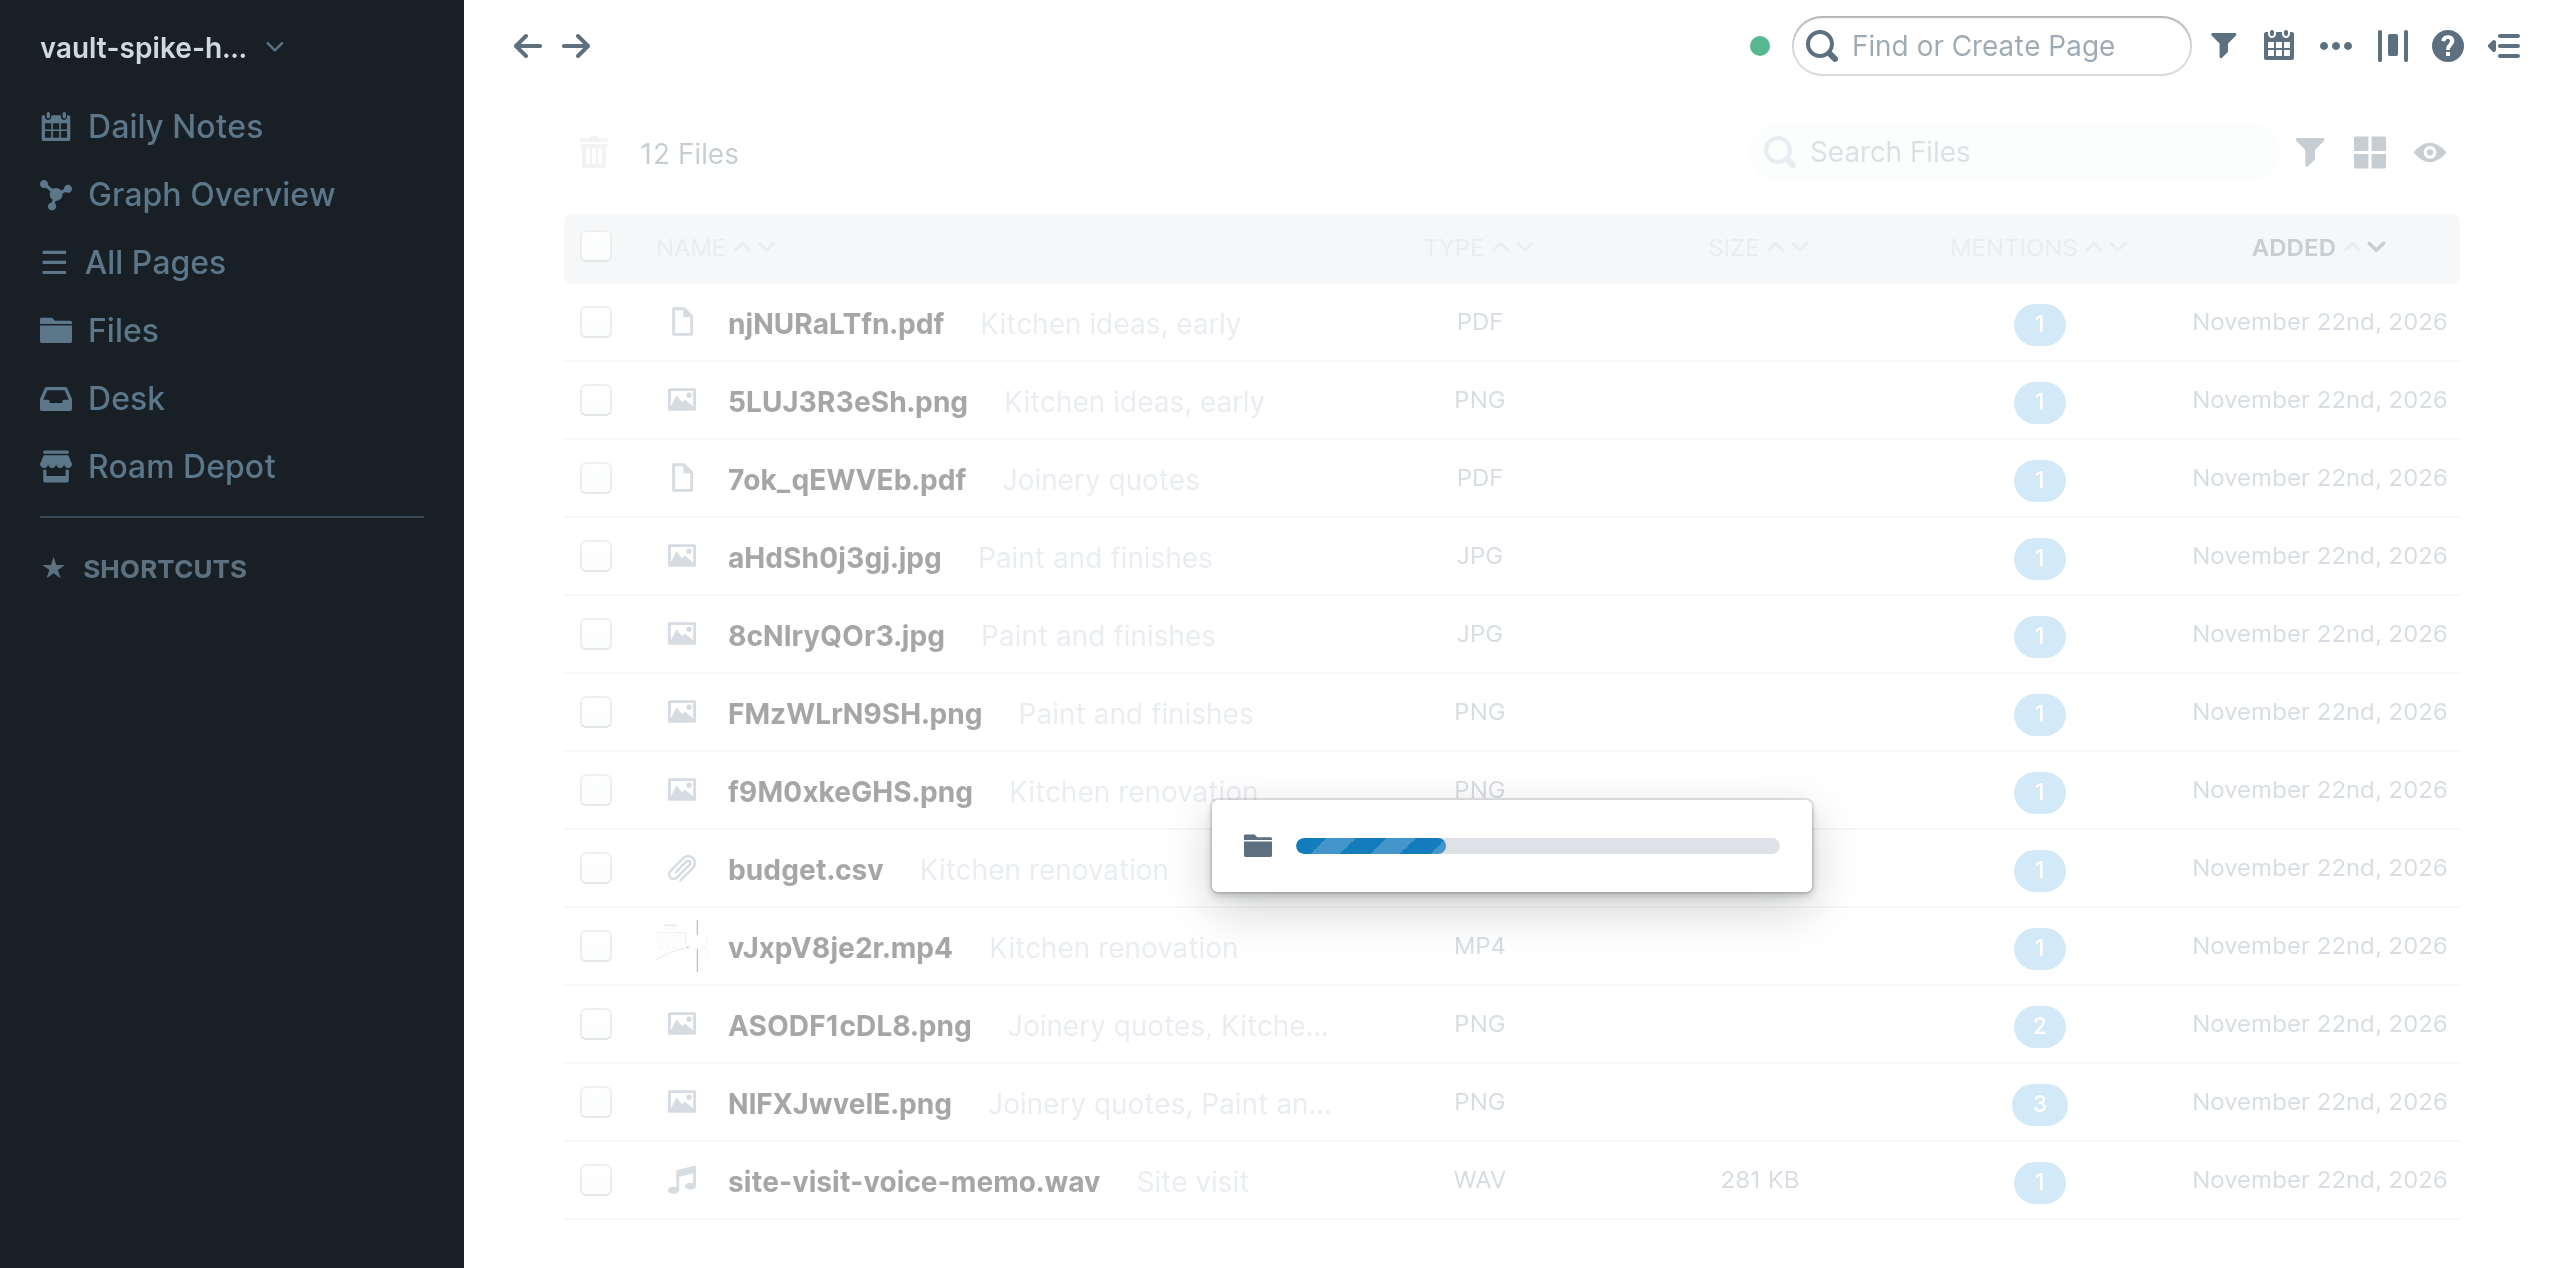 vault-spike-h...
Find or Create Page
Daily Notes
Graph Overview
All Pages
Files
Desk
Roam Depot
SHORTCUTS
12 Files
Search Files
NAME TYPE SIZE MENTIONS ADDED
njNURaLTfn.pdf Kitchen ideas, early PDF 1 November 22nd, 2026
5LUJ3R3eSh.png Kitchen ideas, early PNG 1 November 22nd, 2026
7ok_qEWVEb.pdf Joinery quotes PDF 1 November 22nd, 2026
aHdSh0j3gj.jpg Paint and finishes JPG 1 November 22nd, 2026
8cNIryQOr3.jpg Paint and finishes JPG 1 November 22nd, 2026
FMzWLrN9SH.png Paint and finishes PNG 1 November 22nd, 2026
f9M0xkeGHS.png Kitchen renovation PNG 1 November 22nd, 2026
budget.csv Kitchen renovation 1 November 22nd, 2026
vJxpV8je2r.mp4 Kitchen renovation MP4 1 November 22nd, 2026
ASODF1cDL8.png Joinery quotes, Kitche... PNG 2 November 22nd, 2026
NIFXJwvelE.png Joinery quotes, Paint an... PNG 3 November 22nd, 2026
site-visit-voice-memo.wav Site visit WAV 281 KB 1 November 22nd, 2026